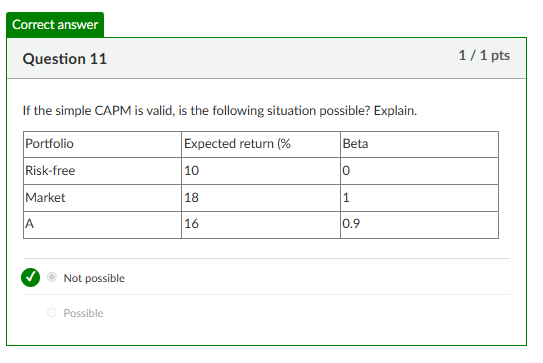 Correct answer
Question 11
1 / 1 pts
If the simple CAPM is valid, is the following situation possible? Explain.
Portfolio Expected return (% Beta
Risk-free 10 0
Market 18 1
A 16 0.9
Not possible
Possible